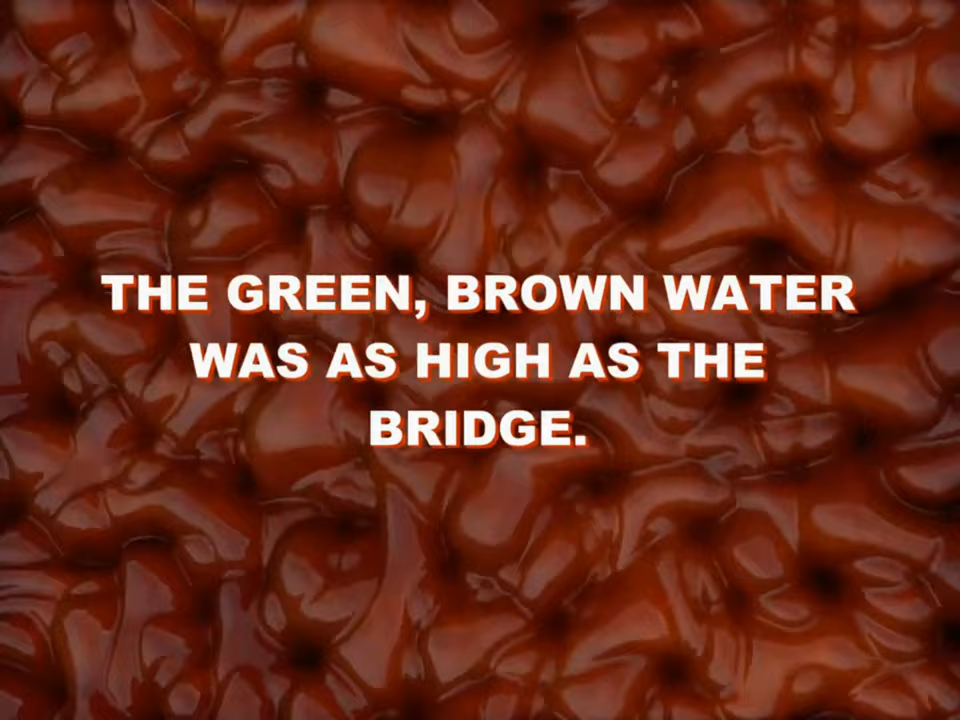 THE GREEN, BROWN WATER
WAS AS HIGH AS THE
BRIDGE.